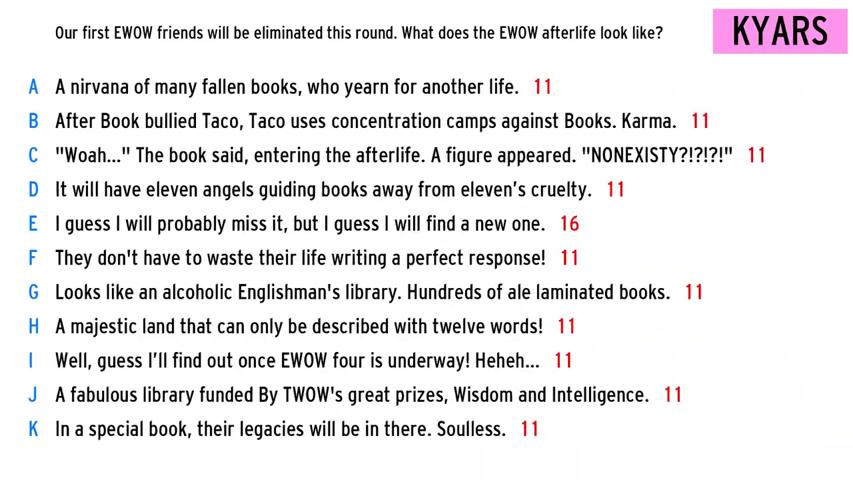 Our first EWOW friends will be eliminated this round. What does the EWOW afterlife look like?
KYARS
A A nirvana of many fallen books, who yearn for another life. 11
B After Book bullied Taco, Taco uses concentration camps against Books. Karma. 11
C "Woah..." The book said, entering the afterlife. A figure appeared. "NONEXISTY?!?!?!" 11
D It will have eleven angels guiding books away from eleven's cruelty. 11
E I guess I will probably miss it, but I guess I will find a new one. 16
F They don't have to waste their life writing a perfect response! 11
G Looks like an alcoholic Englishman's library. Hundreds of ale laminated books. 11
H A majestic land that can only be described with twelve words! 11
I Well, guess I'll find out once EWOW four is underway! Heheh... 11
J A fabulous library funded By TWOW's great prizes, Wisdom and Intelligence. 11
K In a special book, their legacies will be in there. Soulless. 11